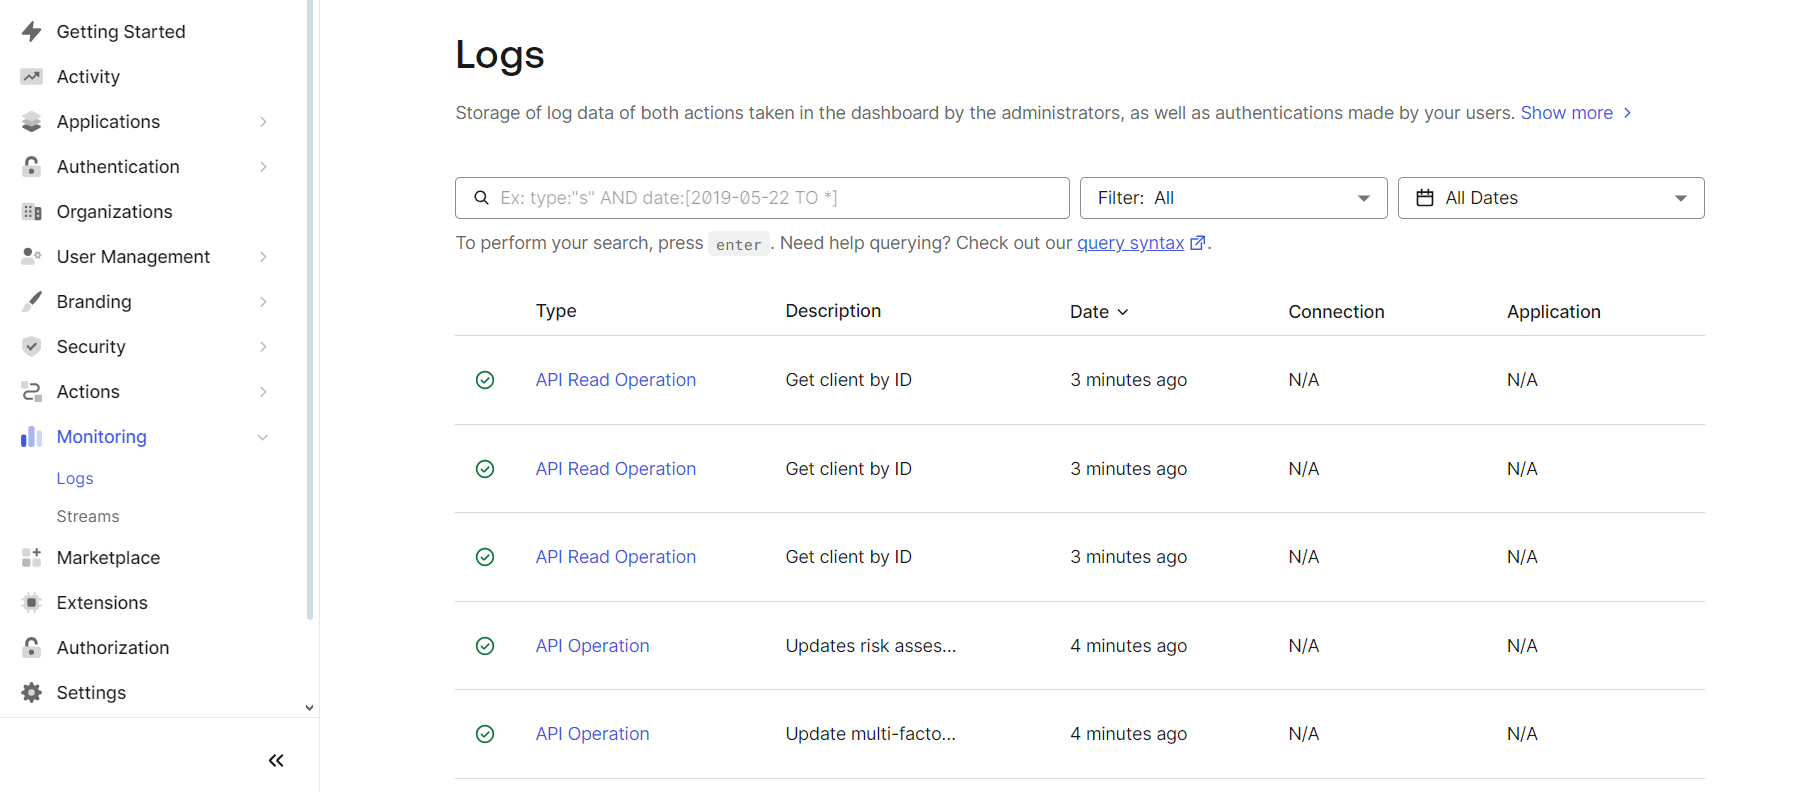 Getting Started
Activity
Applications
Authentication
Organizations
User Management
Branding
Security
Actions
Monitoring
Logs
Streams
Marketplace
Extensions
Authorization
Settings
Logs
Storage of log data of both actions taken in the dashboard by the administrators, as well as authentications made by your users. Show more
Ex: type:"s" AND date:[2019-05-22 TO *]
Filter: All
All Dates
To perform your search, press enter. Need help querying? Check out our query syntax.
Type Description Date Connection Application
API Read Operation Get client by ID 3 minutes ago N/A N/A
API Read Operation Get client by ID 3 minutes ago N/A N/A
API Read Operation Get client by ID 3 minutes ago N/A N/A
API Operation Updates risk asses... 4 minutes ago N/A N/A
API Operation Update multi-facto... 4 minutes ago N/A N/A